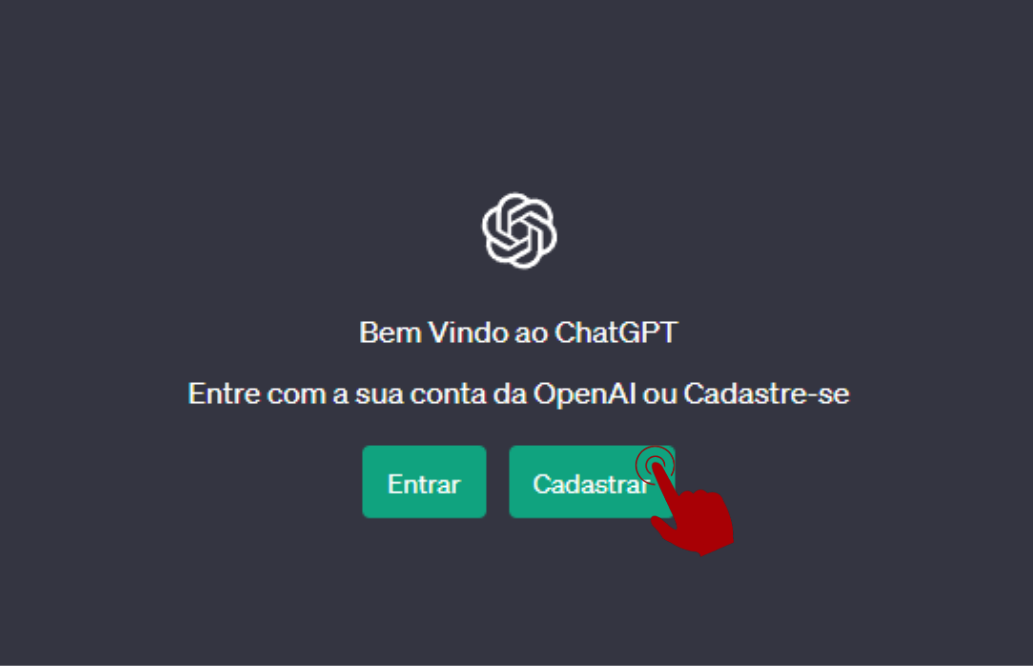 Bem Vindo ao ChatGPT
Entre com a sua conta da OpenAI ou Cadastre-se
Entrar Cadastrar